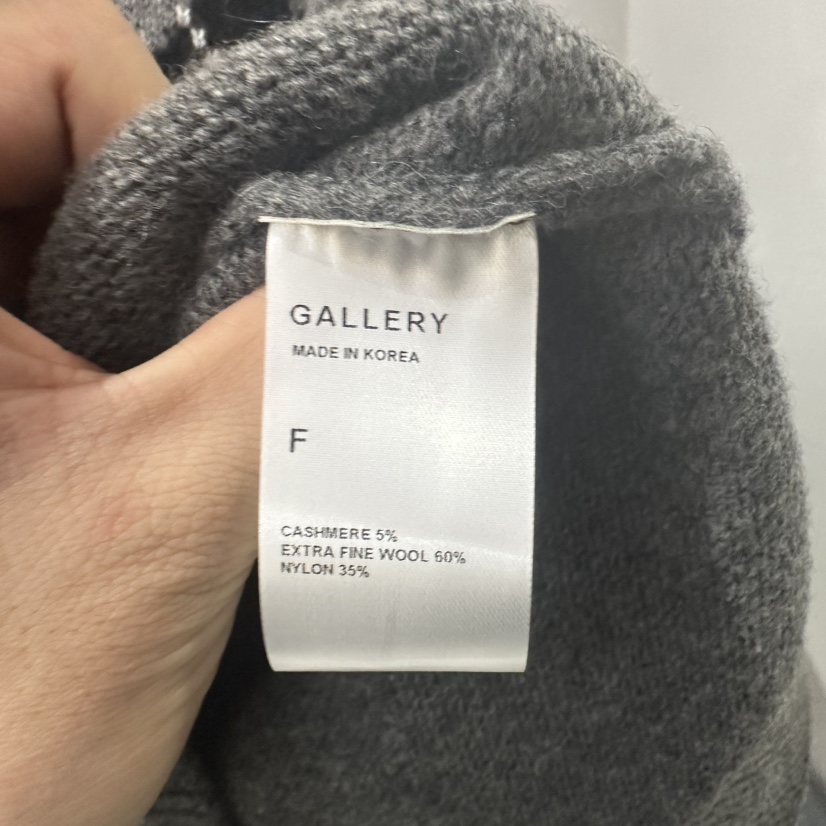 GALLERY
MADE IN KOREA
F
CASHMERE 5%
EXTRA FINE WOOL 60%
NYLON 35%